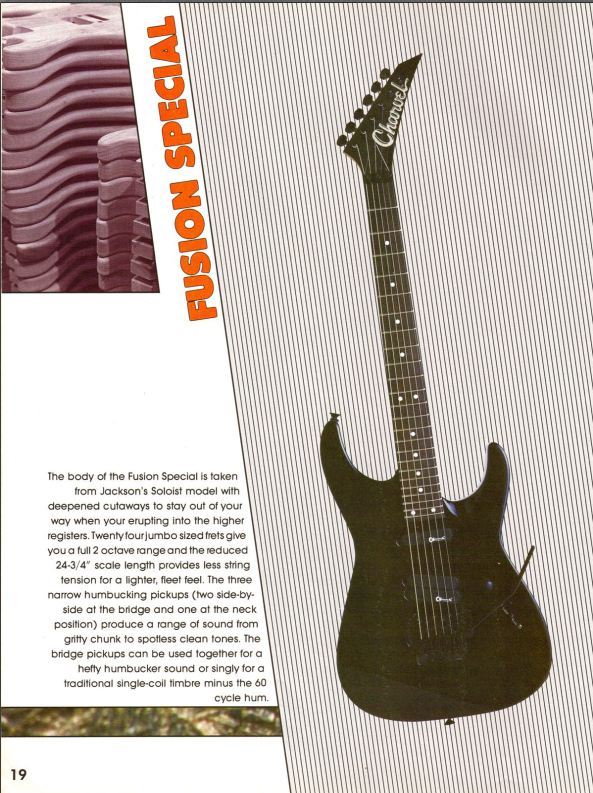 FUSION SPECIAL
Charvel
The body of the Fusion Special is taken
from Jackson's Soloist model with
deepened cutaways to stay out of your
way when your erupting into the higher
registers. Twenty four jumbo sized frets give
you a full 2 octave range and the reduced
24-3/4" scale length provides less string
tension for a lighter, fleet feel. The three
narrow humbucking pickups (two side-by-
side at the bridge and one at the neck
position) produce a range of sound from
gritty chunk to spotless clean tones. The
bridge pickups can be used together for a
hefty humbucker sound or singly for a
traditional single-coil timbre minus the 60
cycle hum.
19